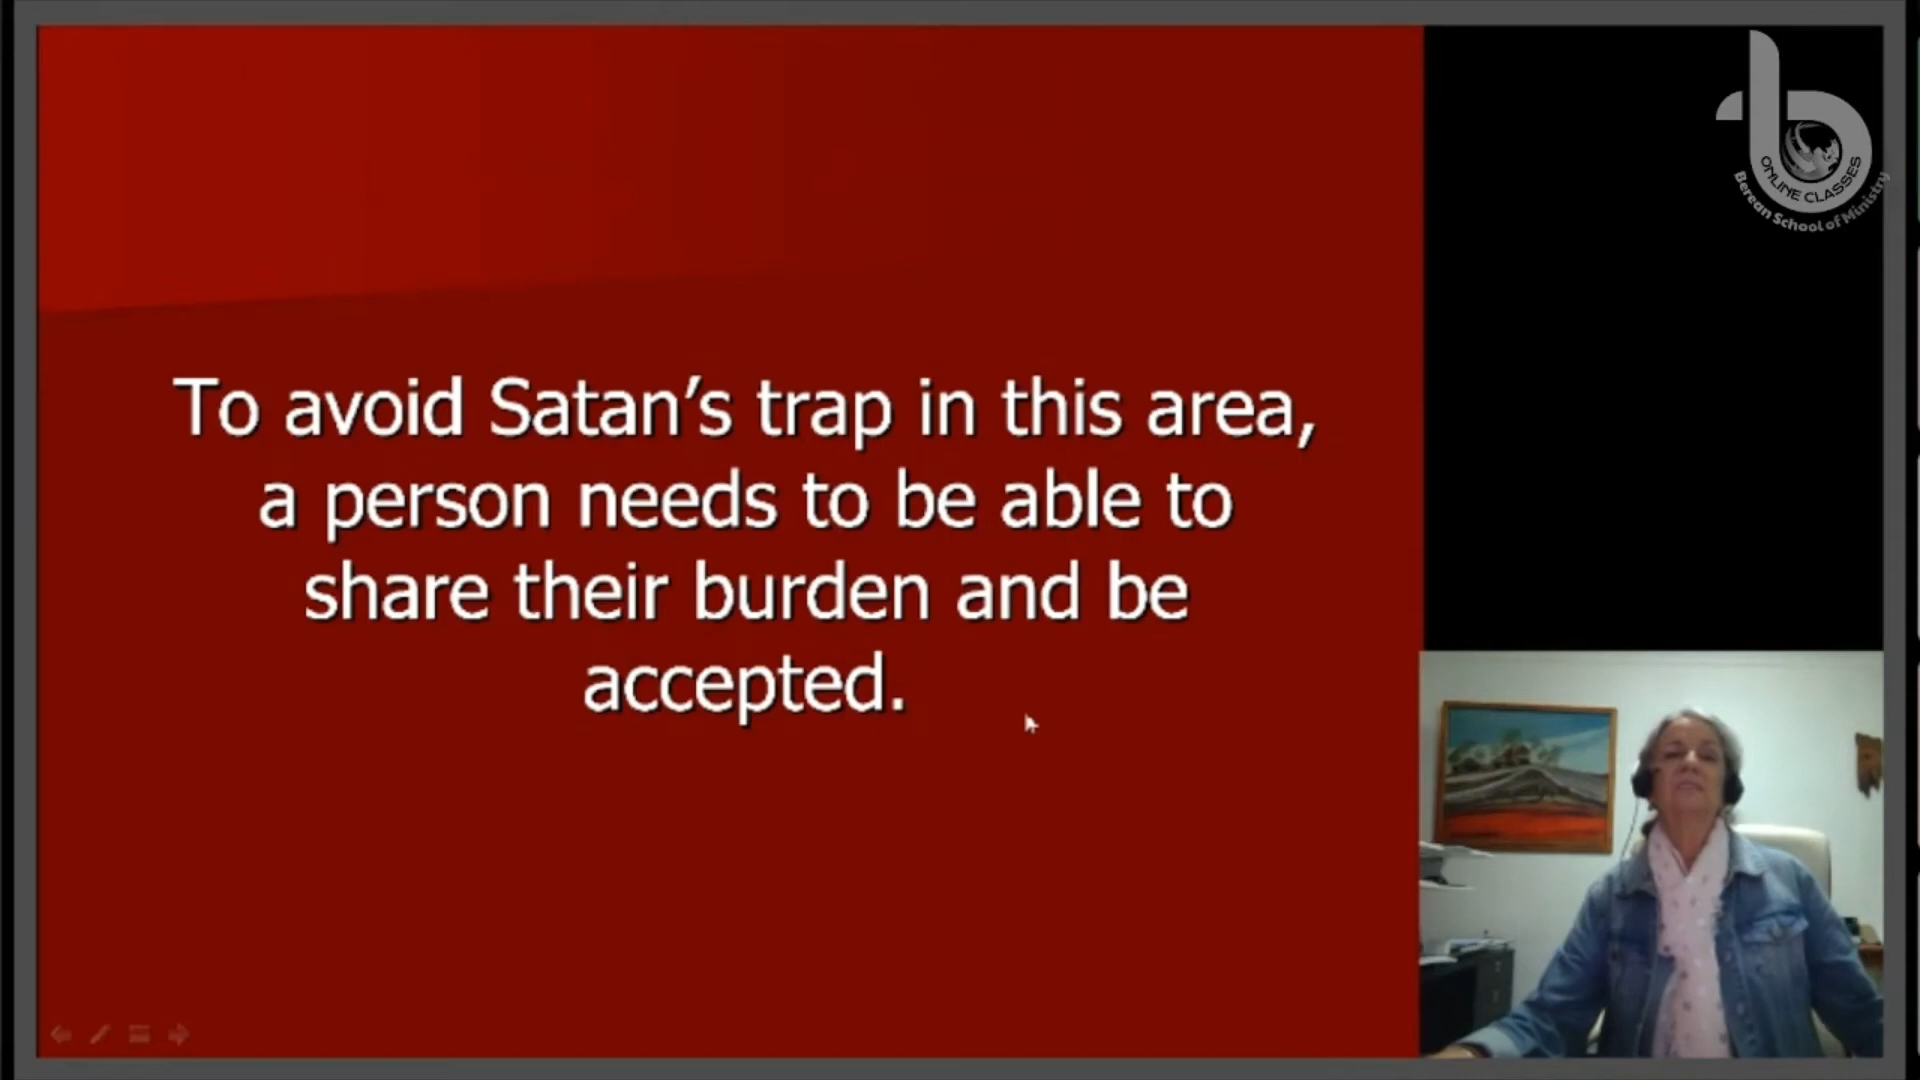 To avoid Satan’s trap in this area,
a person needs to be able to
share their burden and be
accepted.
ONLINE CLASSES
Berean School of Ministry